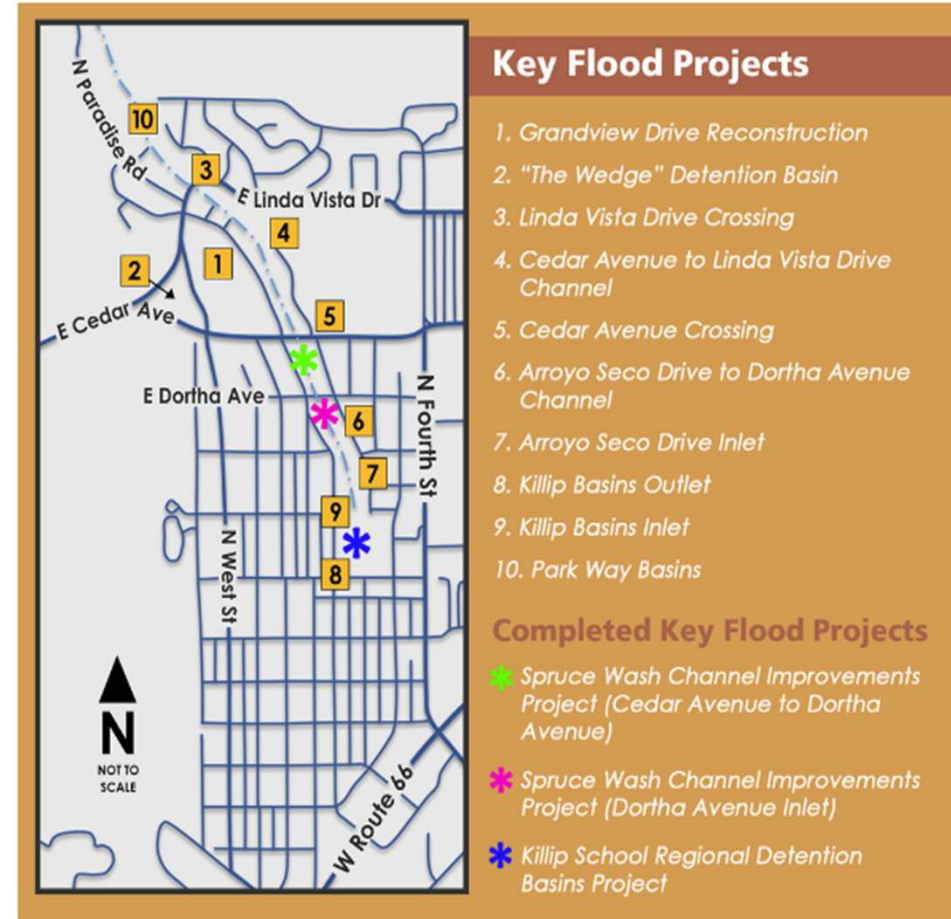 N Paradise Rd
10
3
E Linda Vista Dr
4
1
2
E Cedar Ave
5
E Dortha Ave
6
N Fourth St
7
9
8
N West St
N
NOT TO
SCALE
W Route 66
Key Flood Projects
1. Grandview Drive Reconstruction
2. “The Wedge” Detention Basin
3. Linda Vista Drive Crossing
4. Cedar Avenue to Linda Vista Drive
Channel
5. Cedar Avenue Crossing
6. Arroyo Seco Drive to Dortha Avenue
Channel
7. Arroyo Seco Drive Inlet
8. Killip Basins Outlet
9. Killip Basins Inlet
10. Park Way Basins
Completed Key Flood Projects
Spruce Wash Channel Improvements
Project (Cedar Avenue to Dortha
Avenue)
Spruce Wash Channel Improvements
Project (Dortha Avenue Inlet)
Killip School Regional Detention
Basins Project